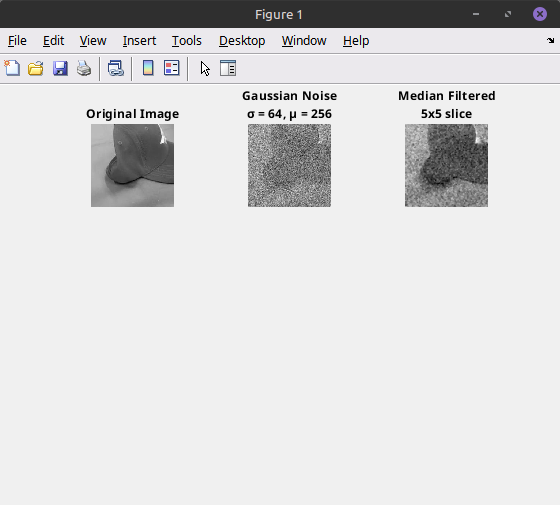 Figure 1
File Edit View Insert Tools Desktop Window Help
Original Image
Gaussian Noise
σ = 64, μ = 256
Median Filtered
5x5 slice